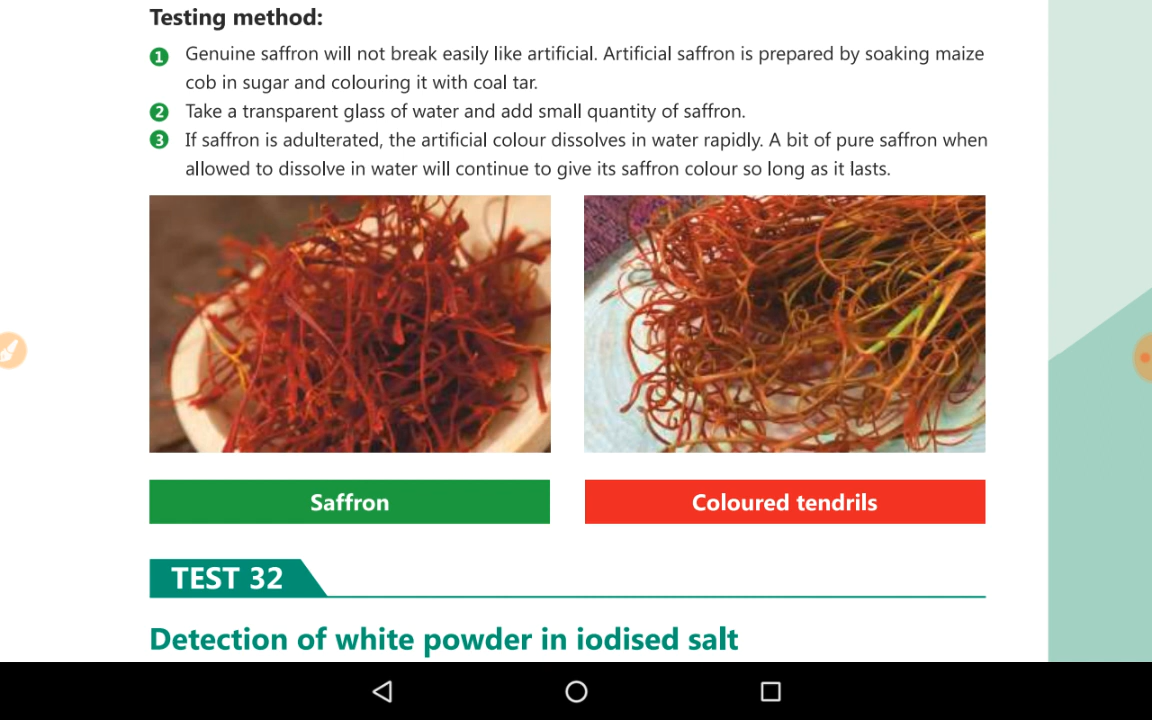 Testing method:
1 Genuine saffron will not break easily like artificial. Artificial saffron is prepared by soaking maize
cob in sugar and colouring it with coal tar.
2 Take a transparent glass of water and add small quantity of saffron.
3 If saffron is adulterated, the artificial colour dissolves in water rapidly. A bit of pure saffron when
allowed to dissolve in water will continue to give its saffron colour so long as it lasts.
Saffron
Coloured tendrils
TEST 32
Detection of white powder in iodised salt